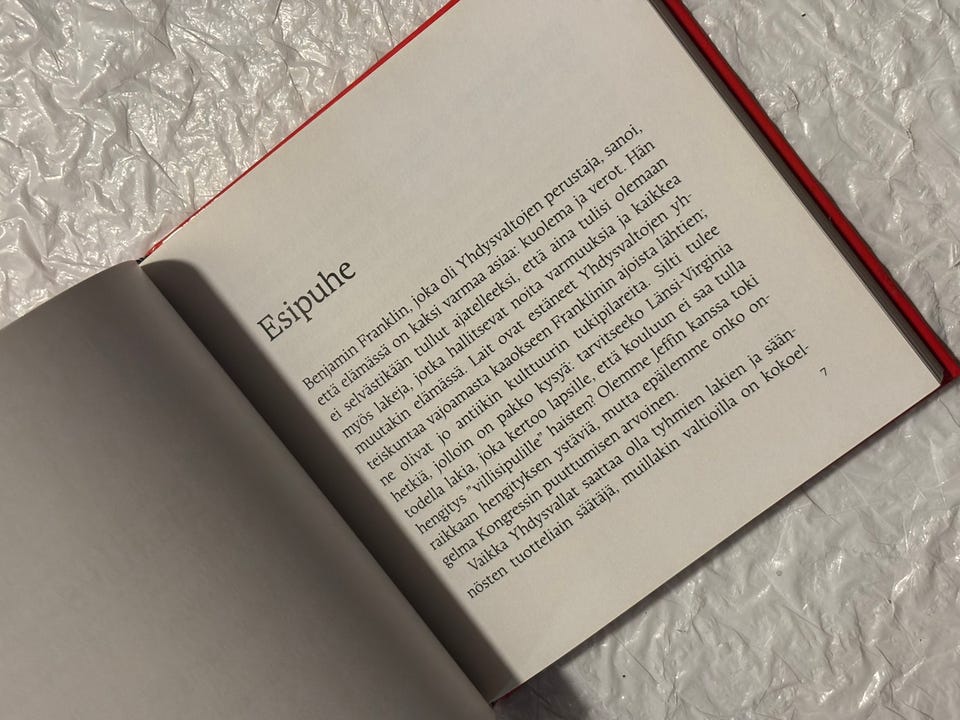 Esipuhe
Benjamin Franklin, joka oli Yhdysvaltojen perustaja, sanoi,
että elämässä on kaksi varmaa asiaa: kuolema ja verot. Hän
ei selvästikään tullut ajatelleeksi, että aina tulisi olemaan
myös lakeja, jotka hallitsevat noita varmuuksia ja kaikkea
muutakin elämässä. Lait ovat estäneet Yhdysvaltojen yh-
teiskuntaa vajoamasta kaaokseen Franklinin ajoista lähtien;
ne olivat jo antiikin kulttuurin tukipilareita. Silti tulee
hetkiä, jolloin on pakko kysyä: tarvitseeko Länsi-Virginia
todella lakia, joka kertoo lapsille, että kouluun ei saa tulla
hengitys ”villisipulille” haisten? Olemme Jeffin kanssa toki
raikkaan hengityksen ystäviä, mutta epäilemme onko on-
gelma Kongressin puuttumisen arvoinen.
Vaikka Yhdysvallat saattaa olla tyhmien lakien ja sään-
nösten tuotteliain säätäjä, muillakin valtioilla on kokoel-
7